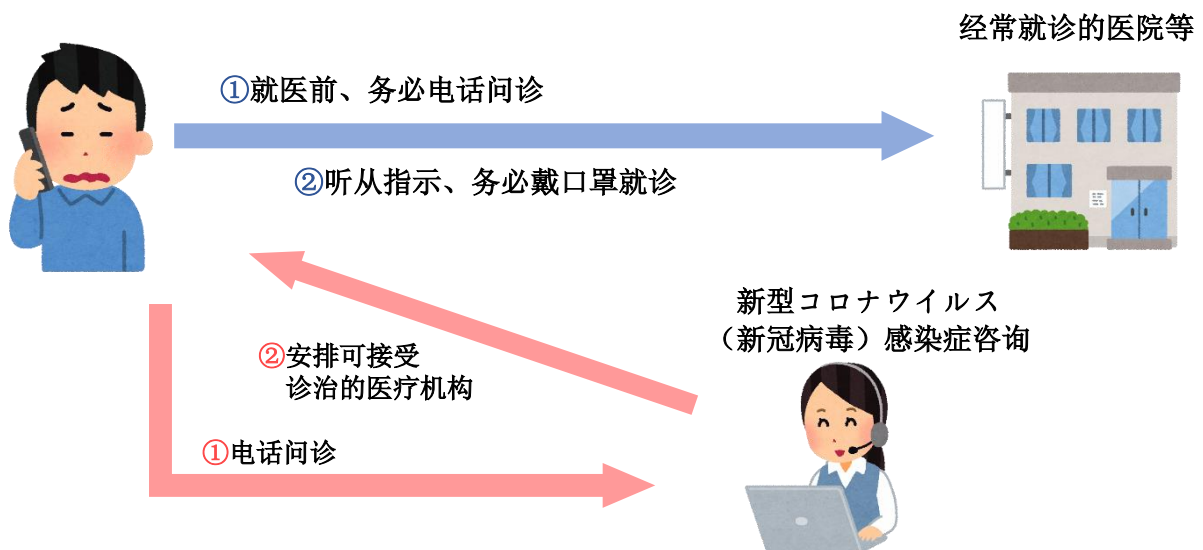 经常就诊的医院等
①就医前、务必电话问诊
②听从指示、务必戴口罩就诊
新型コロナウイルス
（新冠病毒）感染症咨询
②安排可接受
诊治的医疗机构
①电话问诊